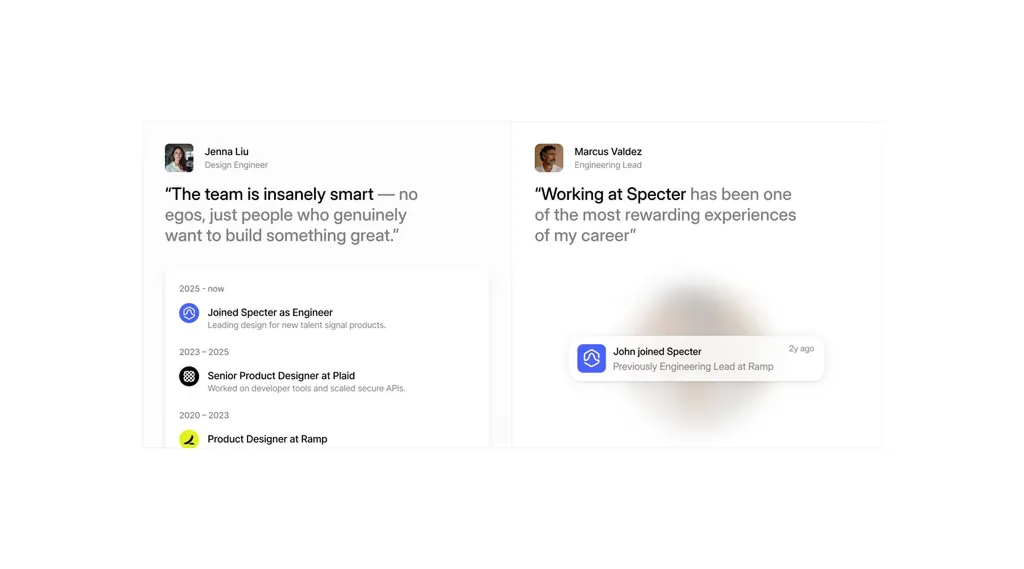 Jenna Liu
Design Engineer
“The team is insanely smart — no
egos, just people who genuinely
want to build something great.”
2025 - now
Joined Specter as Engineer
Leading design for new talent signal products.
2023 – 2025
Senior Product Designer at Plaid
Worked on developer tools and scaled secure APIs.
2020 – 2023
Product Designer at Ramp
Marcus Valdez
Engineering Lead
“Working at Specter has been one
of the most rewarding experiences
of my career”
John joined Specter
2y ago
Previously Engineering Lead at Ramp